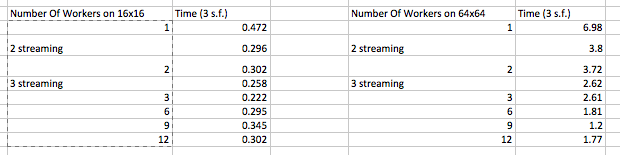 Number Of Workers on 16x16 Time (3 s.f.) Number Of Workers on 64x64 Time (3 s.f.)
1 0.472 1 6.98
2 streaming 0.296 2 streaming 3.8
2 0.302 2 3.72
3 streaming 0.258 3 streaming 2.62
3 0.222 3 2.61
6 0.295 6 1.81
9 0.345 9 1.2
12 0.302 12 1.77